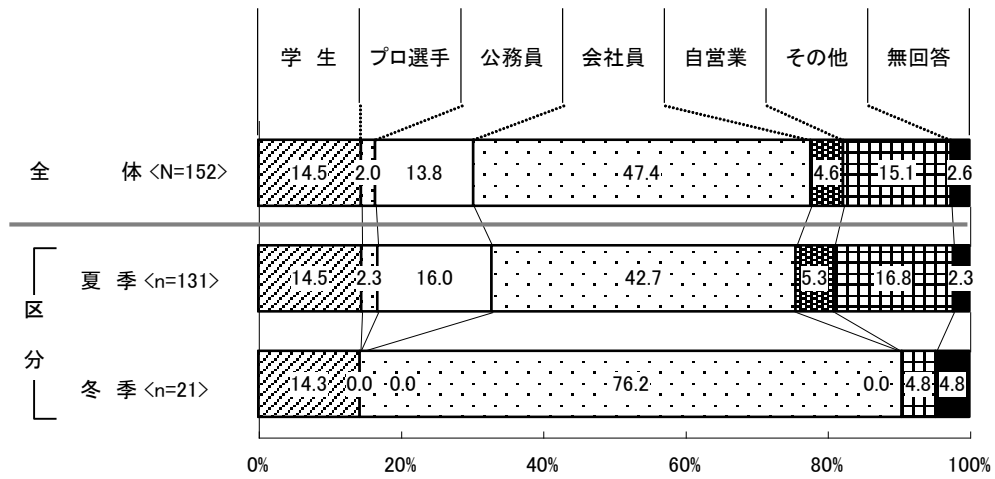 学 生 プロ選手 公務員 会社員 自営業 その他 無回答
全 体 <N=152> 14.5 2.0 13.8 47.4 4.6 15.1 2.6
区分
夏 季 <n=131> 14.5 2.3 16.0 42.7 5.3 16.8 2.3
冬 季 <n=21> 14.3 0.0 0.0 76.2 0.0 4.8 4.8
0% 20% 40% 60% 80% 100%